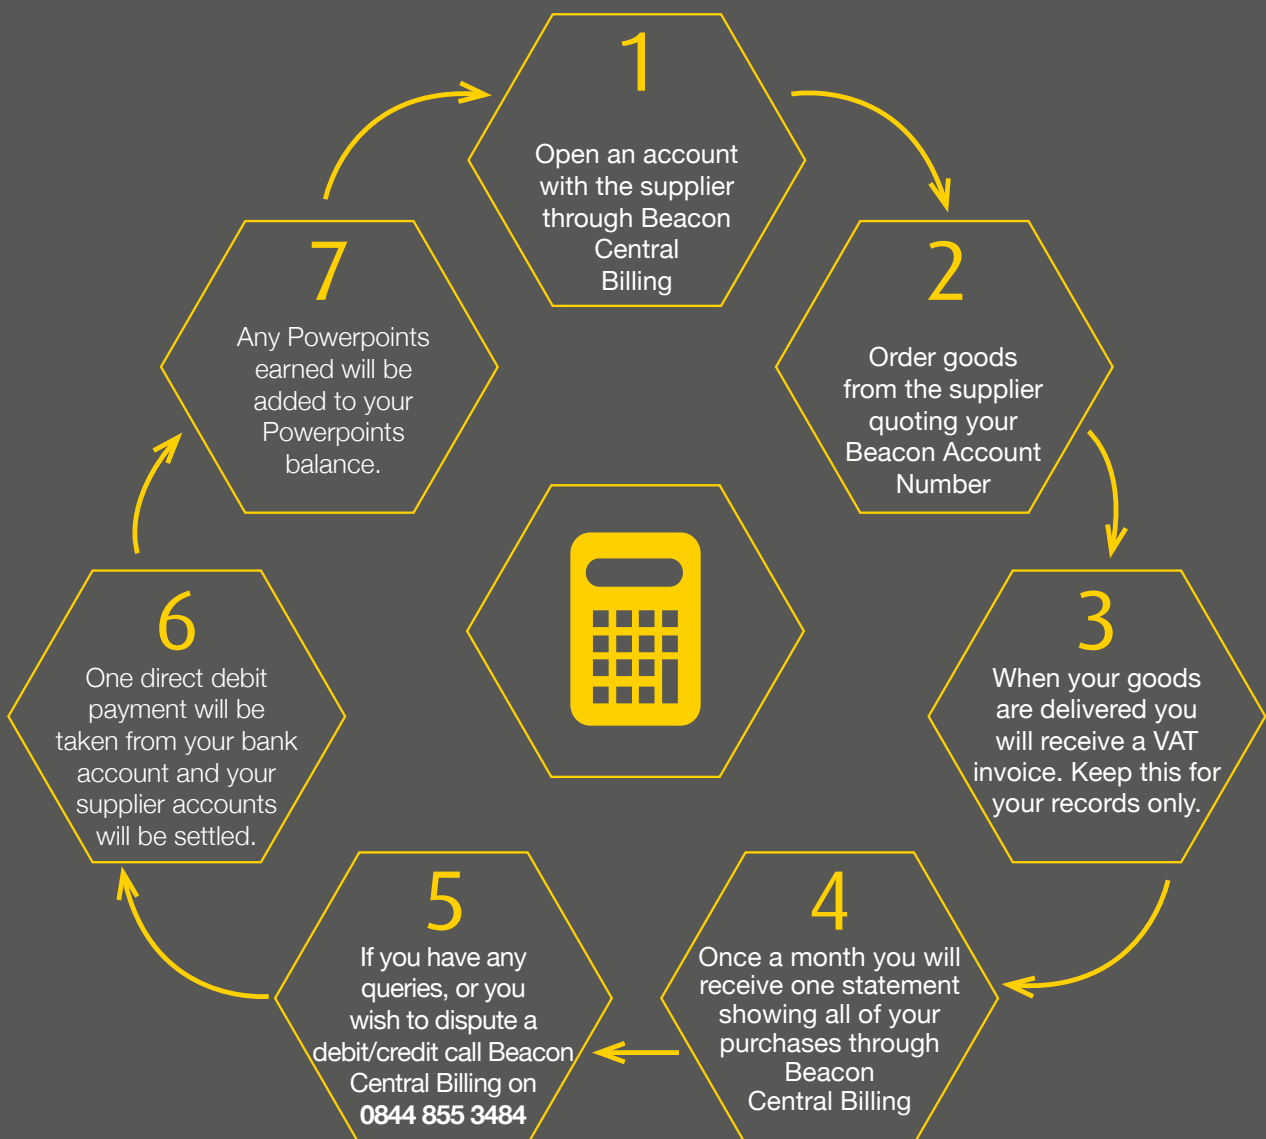 1
Open an account
with the supplier
through Beacon
Central
Billing
2
Order goods
from the supplier
quoting your
Beacon Account
Number
3
When your goods
are delivered you
will receive a VAT
invoice. Keep this for
your records only.
4
Once a month you will
receive one statement
showing all of your
purchases through
Beacon
Central Billing
5
If you have any
queries, or you
wish to dispute a
debit/credit call Beacon
Central Billing on
0844 855 3484
6
One direct debit
payment will be
taken from your bank
account and your
supplier accounts
will be settled.
7
Any Powerpoints
earned will be
added to your
Powerpoints
balance.